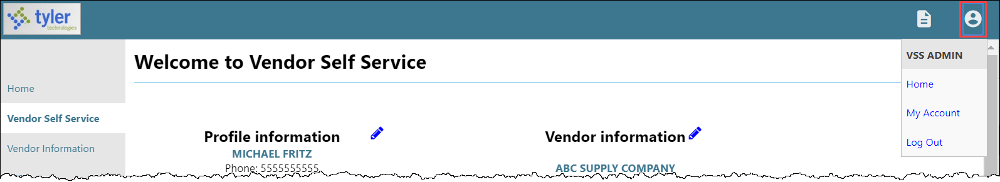 tyler
technologies
VSS ADMIN
Home
My Account
Log Out
Home
Vendor Self Service
Vendor Information
Welcome to Vendor Self Service
Profile information
MICHAEL FRITZ
Phone: 5555555555
Vendor information
ABC SUPPLY COMPANY